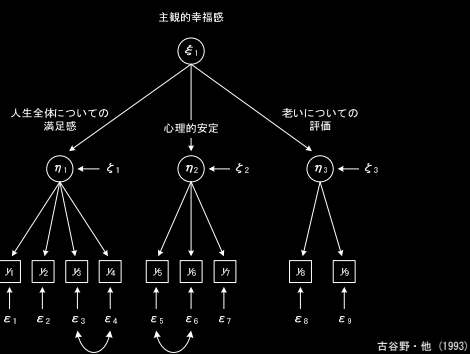 主観的幸福感
ξ1
人生全体についての
満足感
心理的安定
老いについての
評価
η1 ξ1 η2 ξ2 η3 ξ3
y1 y2 y3 y4 y5 y6 y7 y8 y9
ε1 ε2 ε3 ε4 ε5 ε6 ε7 ε8 ε9
古谷野・他 (1993)